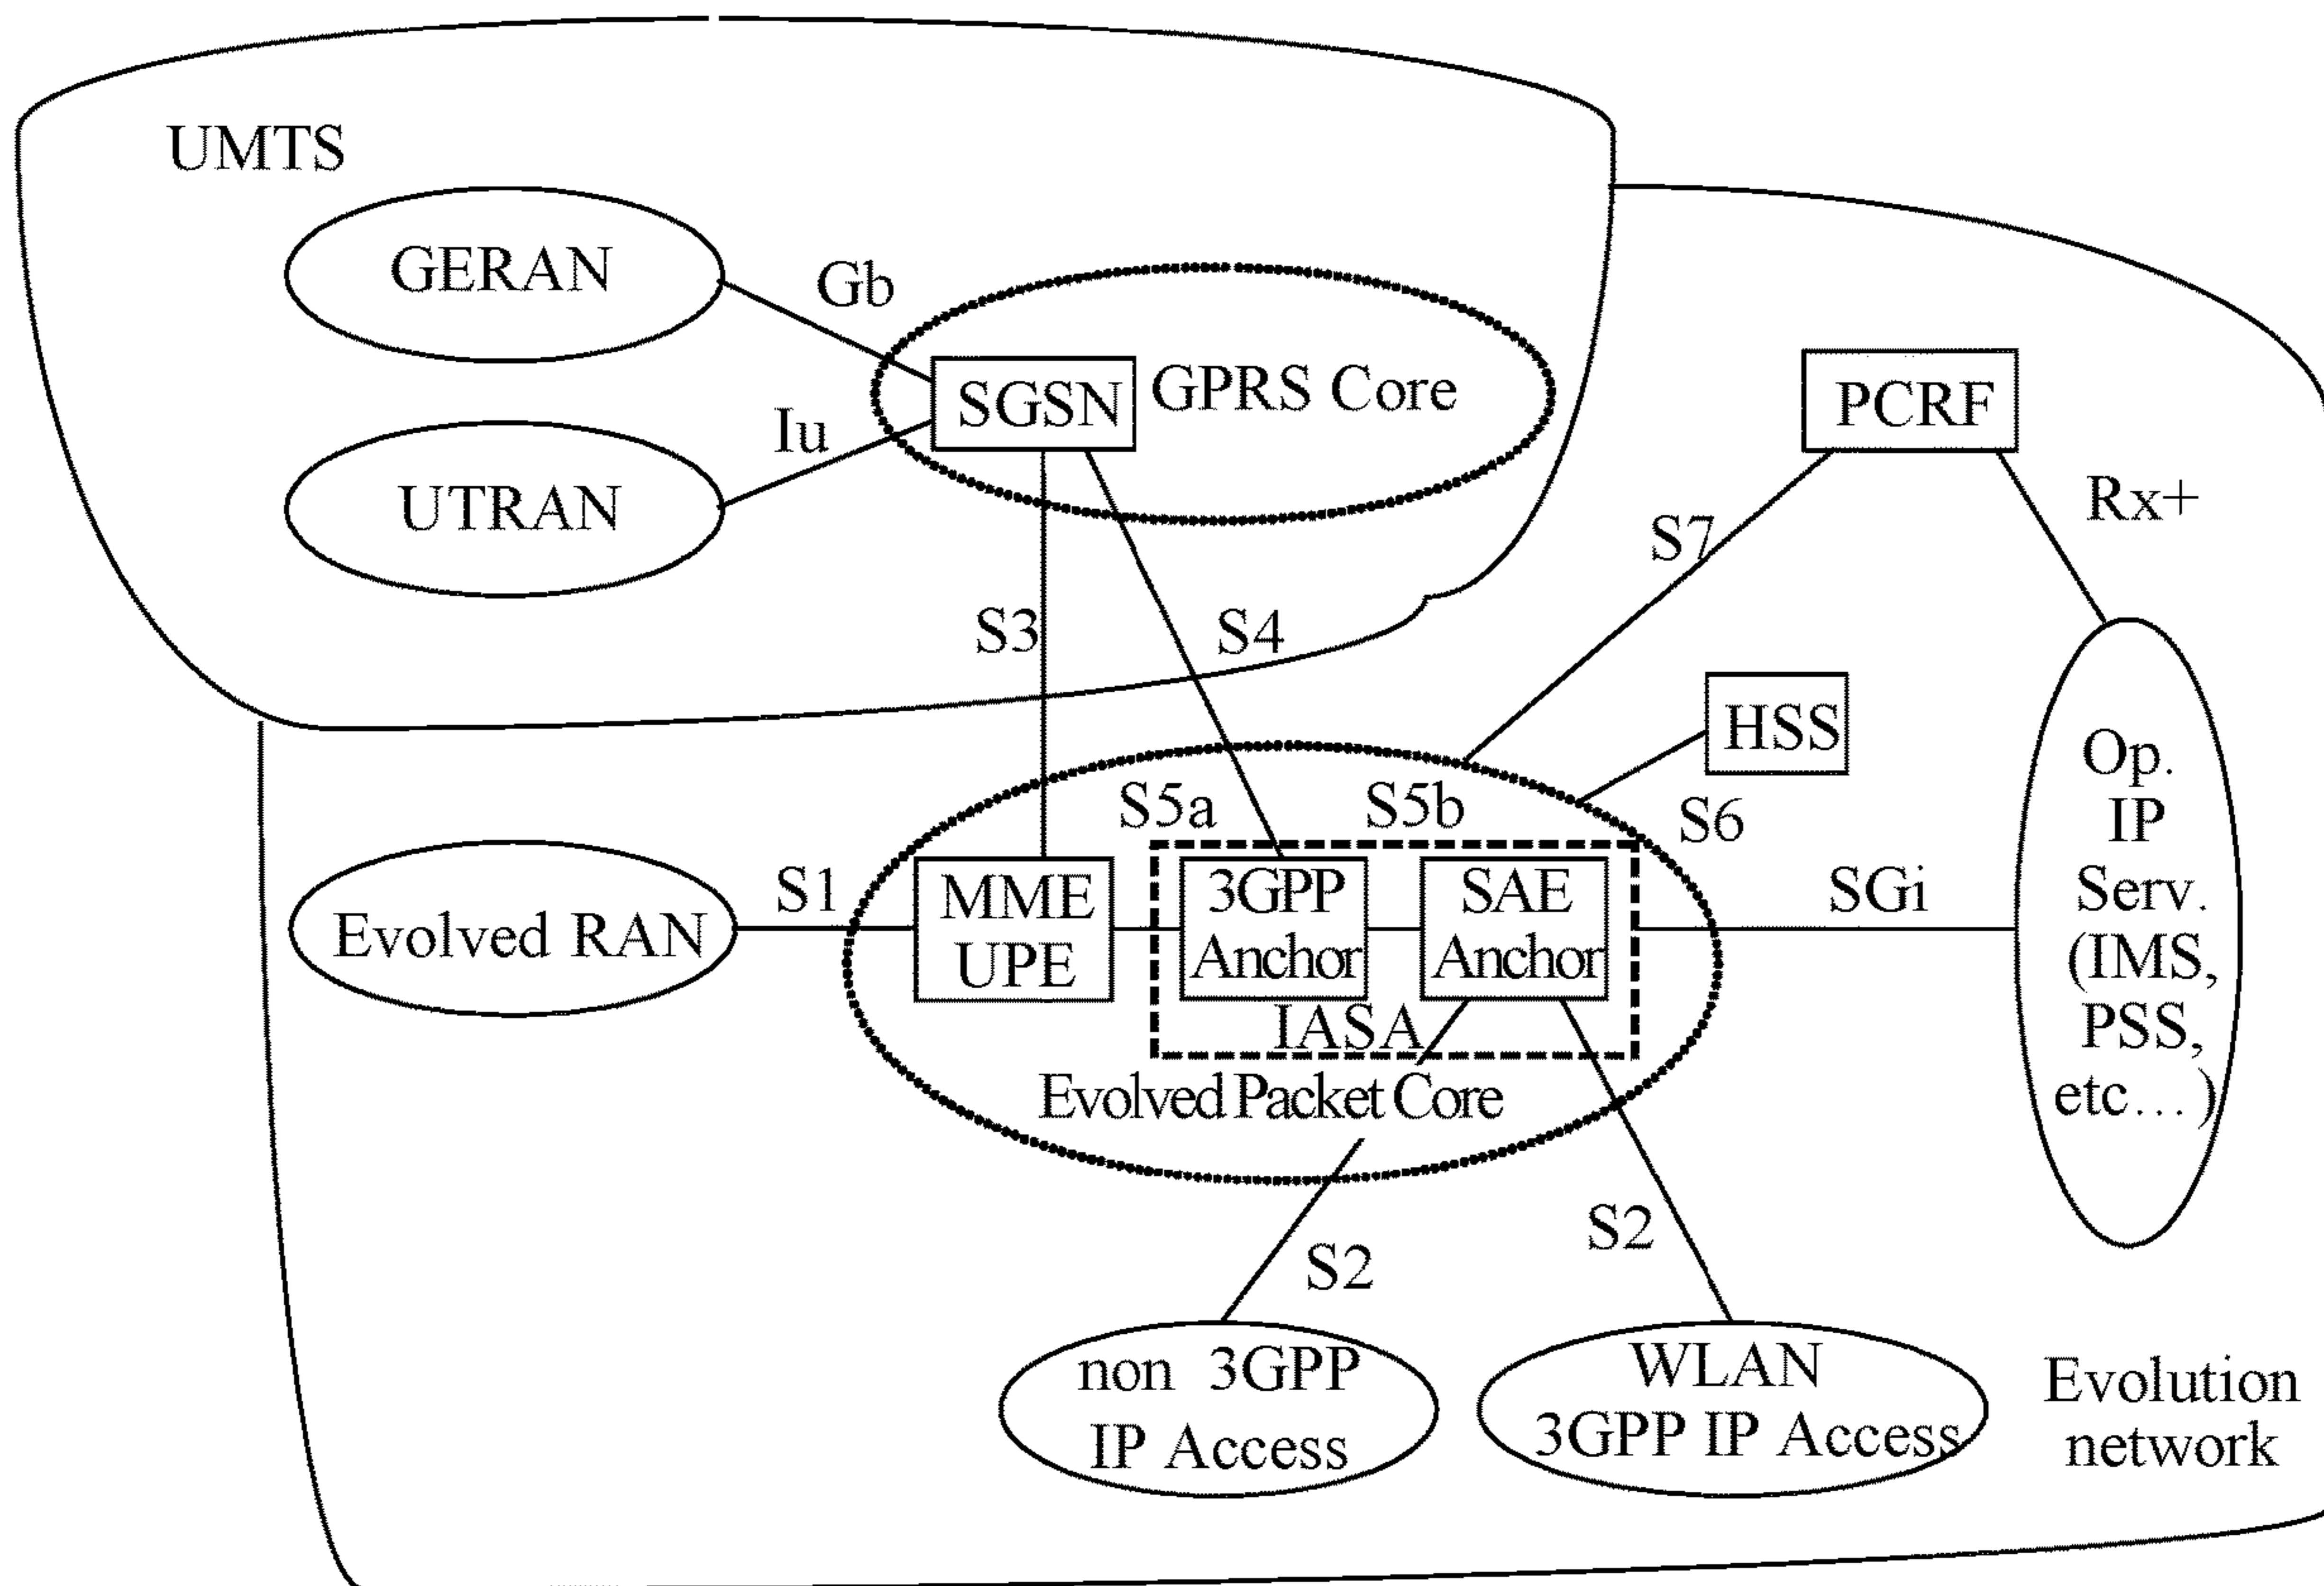 UMTS
GERAN
Gb
SGSN
GPRS Core
PCRF
Iu
UTRAN
Rx+
S7
S3
S4
HSS
Op.
IP
Serv.
(IMS,
PSS,
etc...)
S5a
S5b
S6
Evolved RAN
S1
MME
UPE
3GPP
Anchor
SAE
Anchor
SGi
IASA
Evolved Packet Core
S2
S2
non 3GPP
IP Access
WLAN
3GPP IP Access
Evolution
network